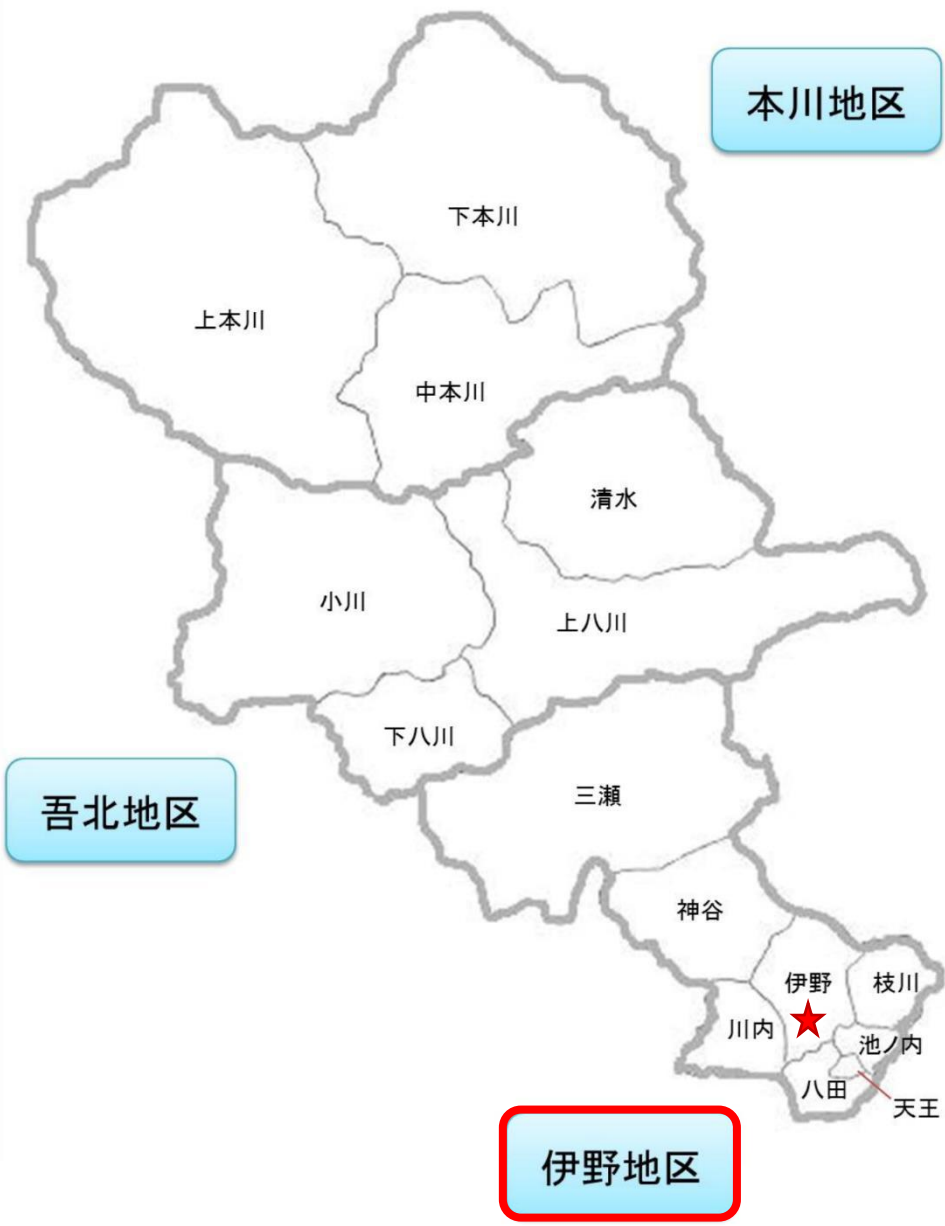 本川地区
下本川
上本川
中本川
清水
小川
上八川
下八川
吾北地区
三瀬
神谷
伊野
枝川
川内
池ノ内
八田
天王
伊野地区